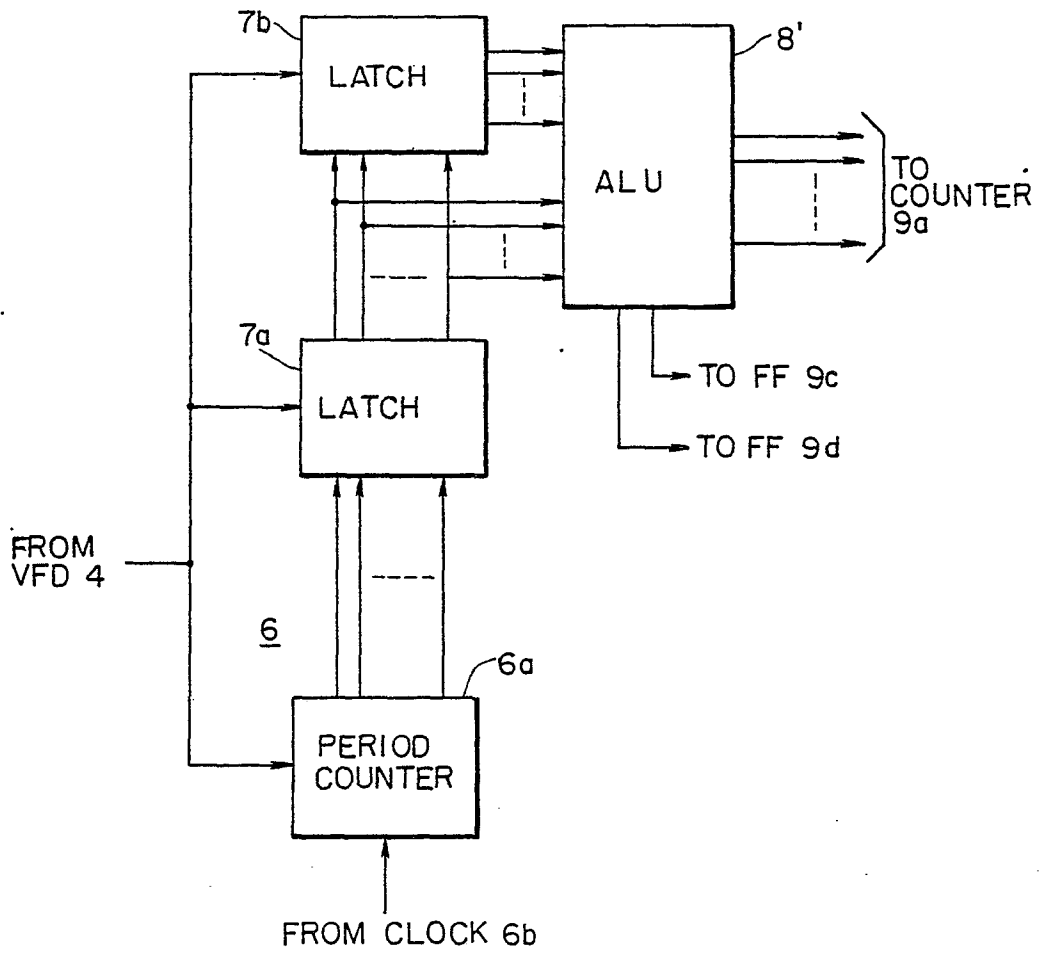 7b
LATCH
8'
ALU
TO
COUNTER
9a
7a
LATCH
TO FF 9c
TO FF 9d
FROM
VFD 4
6
6a
PERIOD
COUNTER
FROM CLOCK 6b